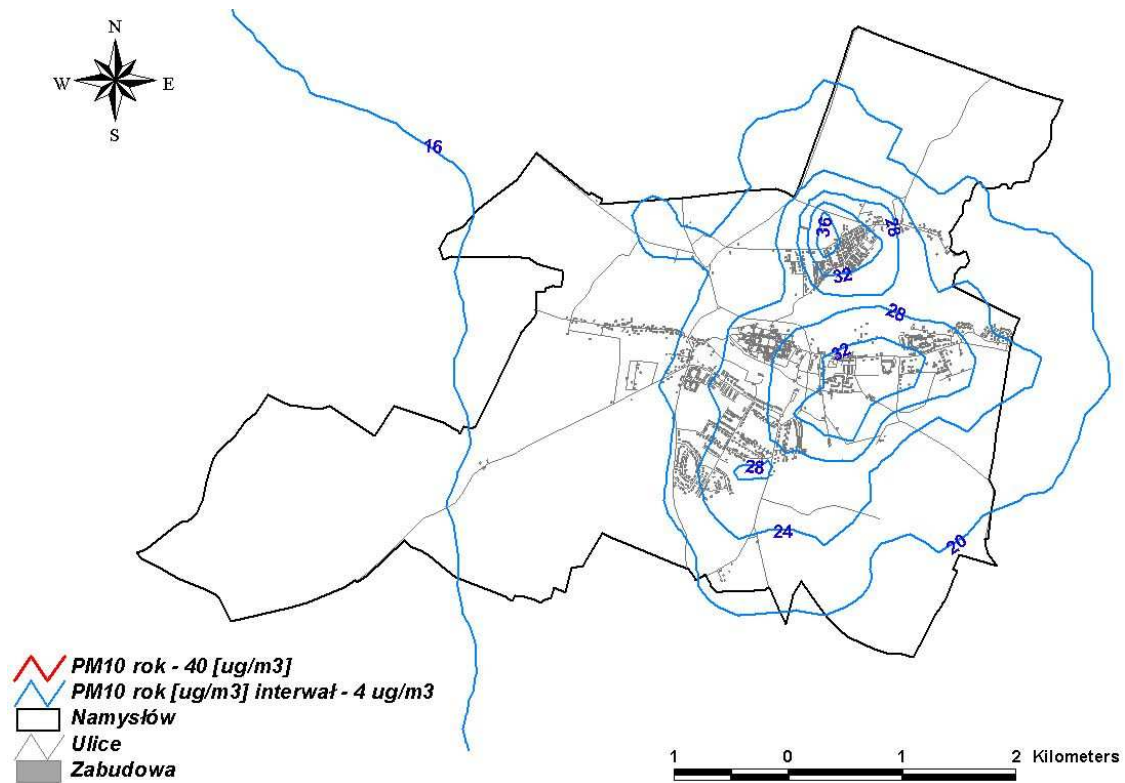 N
W E
S
16
36
28
32
28
32
28
24
20
PM10 rok - 40 [ug/m3]
PM10 rok [ug/m3] interwał - 4 ug/m3
Namysłów
Ulice
Zabudowa
1 0 1 2 Kilometers